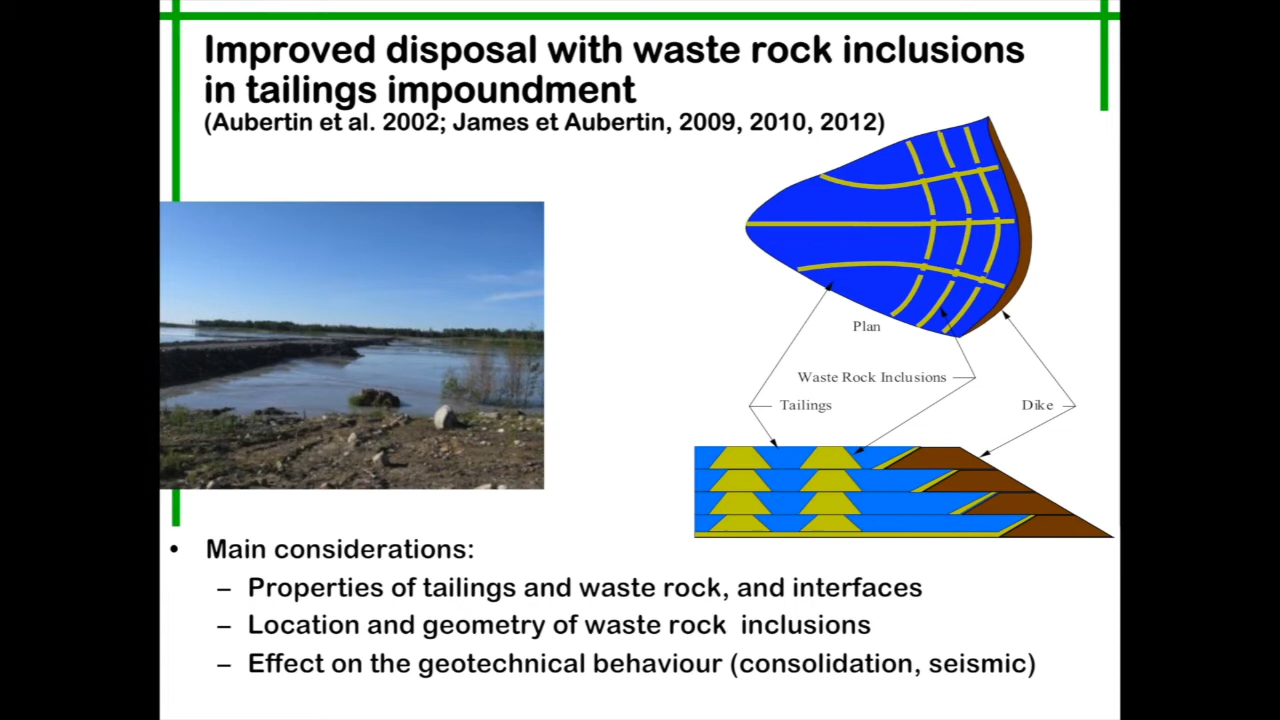 Improved disposal with waste rock inclusions
in tailings impoundment
(Aubertin et al. 2002; James et Aubertin, 2009, 2010, 2012)
Plan
Waste Rock Inclusions
Tailings
Dike
• Main considerations:
– Properties of tailings and waste rock, and interfaces
– Location and geometry of waste rock inclusions
– Effect on the geotechnical behaviour (consolidation, seismic)